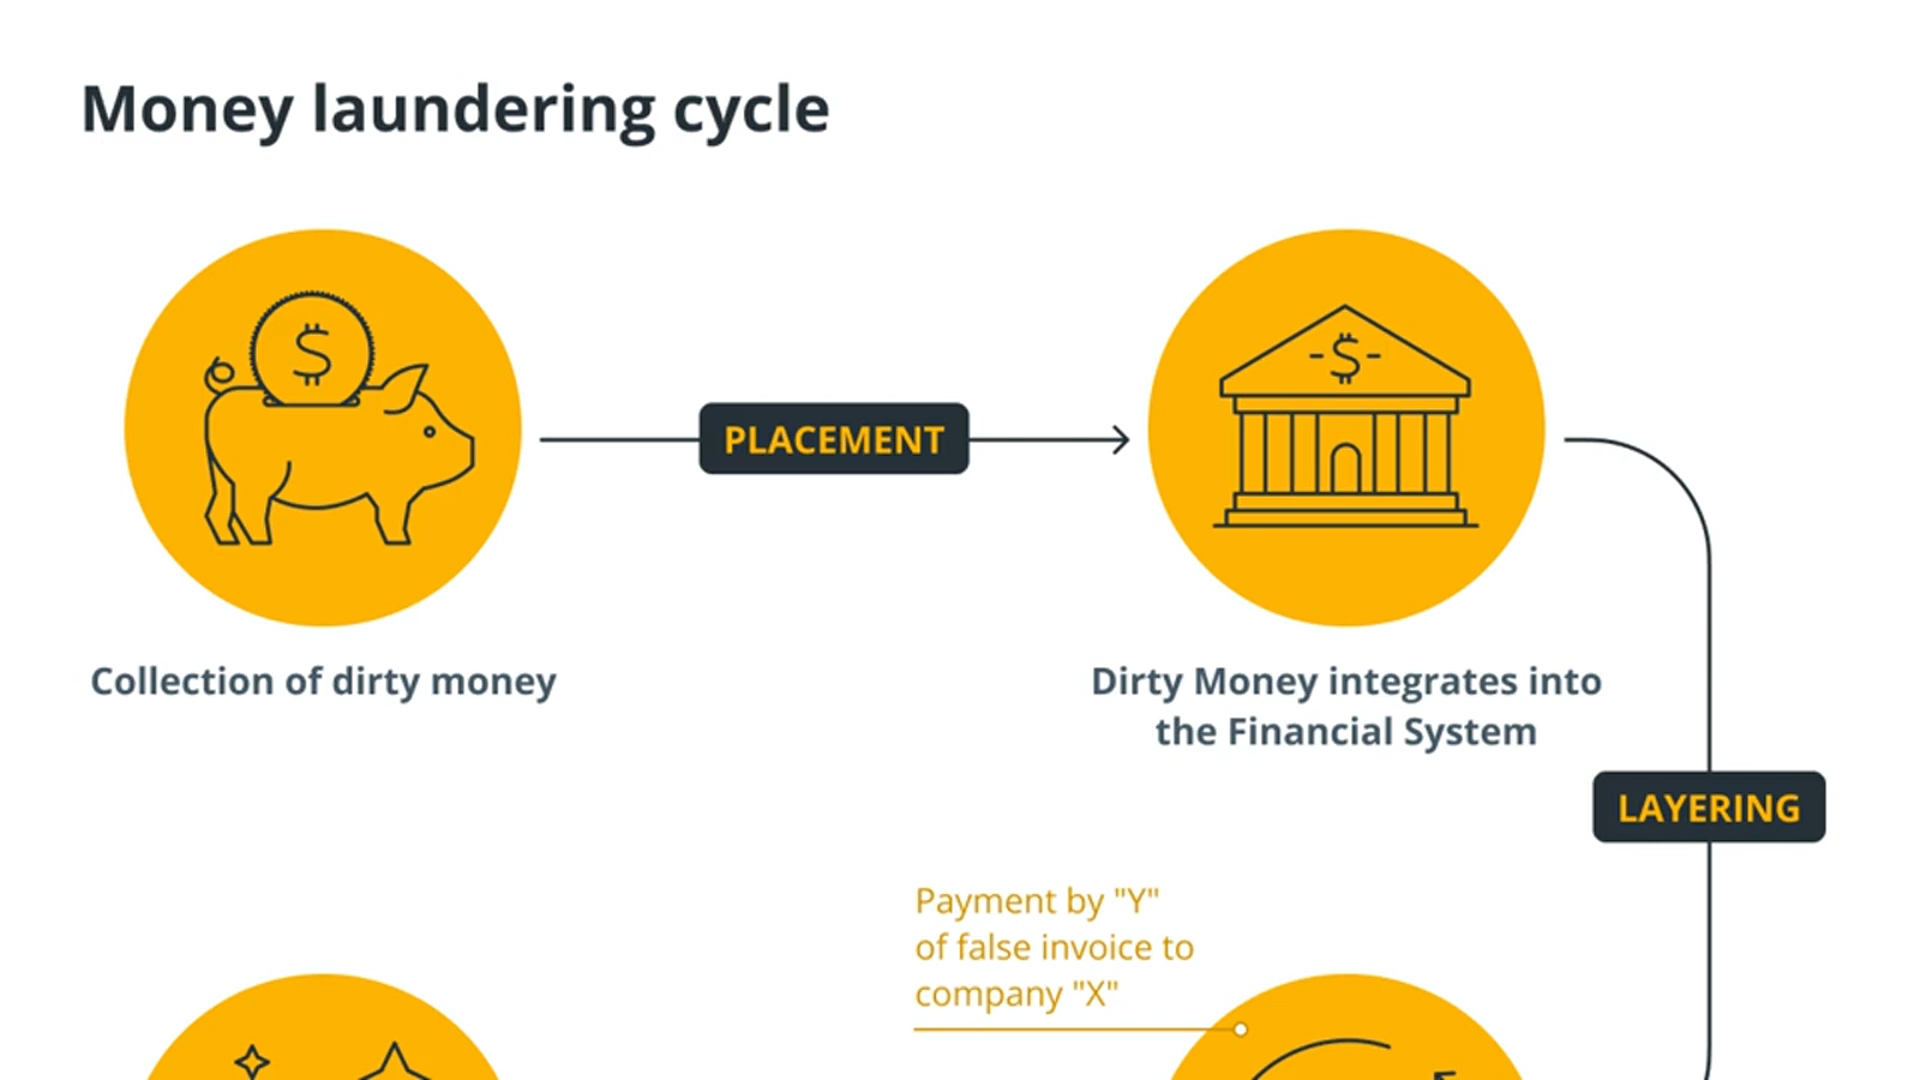 Money laundering cycle
$
-$-
PLACEMENT
Collection of dirty money
Dirty Money integrates into
the Financial System
LAYERING
Payment by "Y"
of false invoice to
company "X"